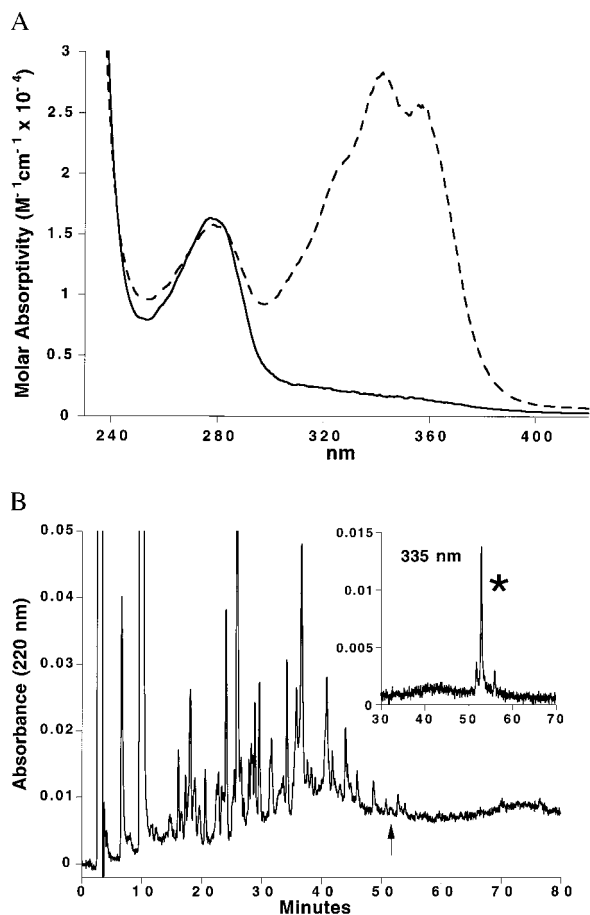 A
Molar Absorptivity (M⁻¹cm⁻¹ x 10⁻⁴)
3
2.5
2
1.5
1
0.5
0
240 280 320 360 400
nm
B
Absorbance (220 nm)
0.05
0.04
0.03
0.02
0.01
0
0 10 20 30 40 50 60 70 80
Minutes
335 nm
*
0.015
0.01
0.005
0
30 40 50 60 70